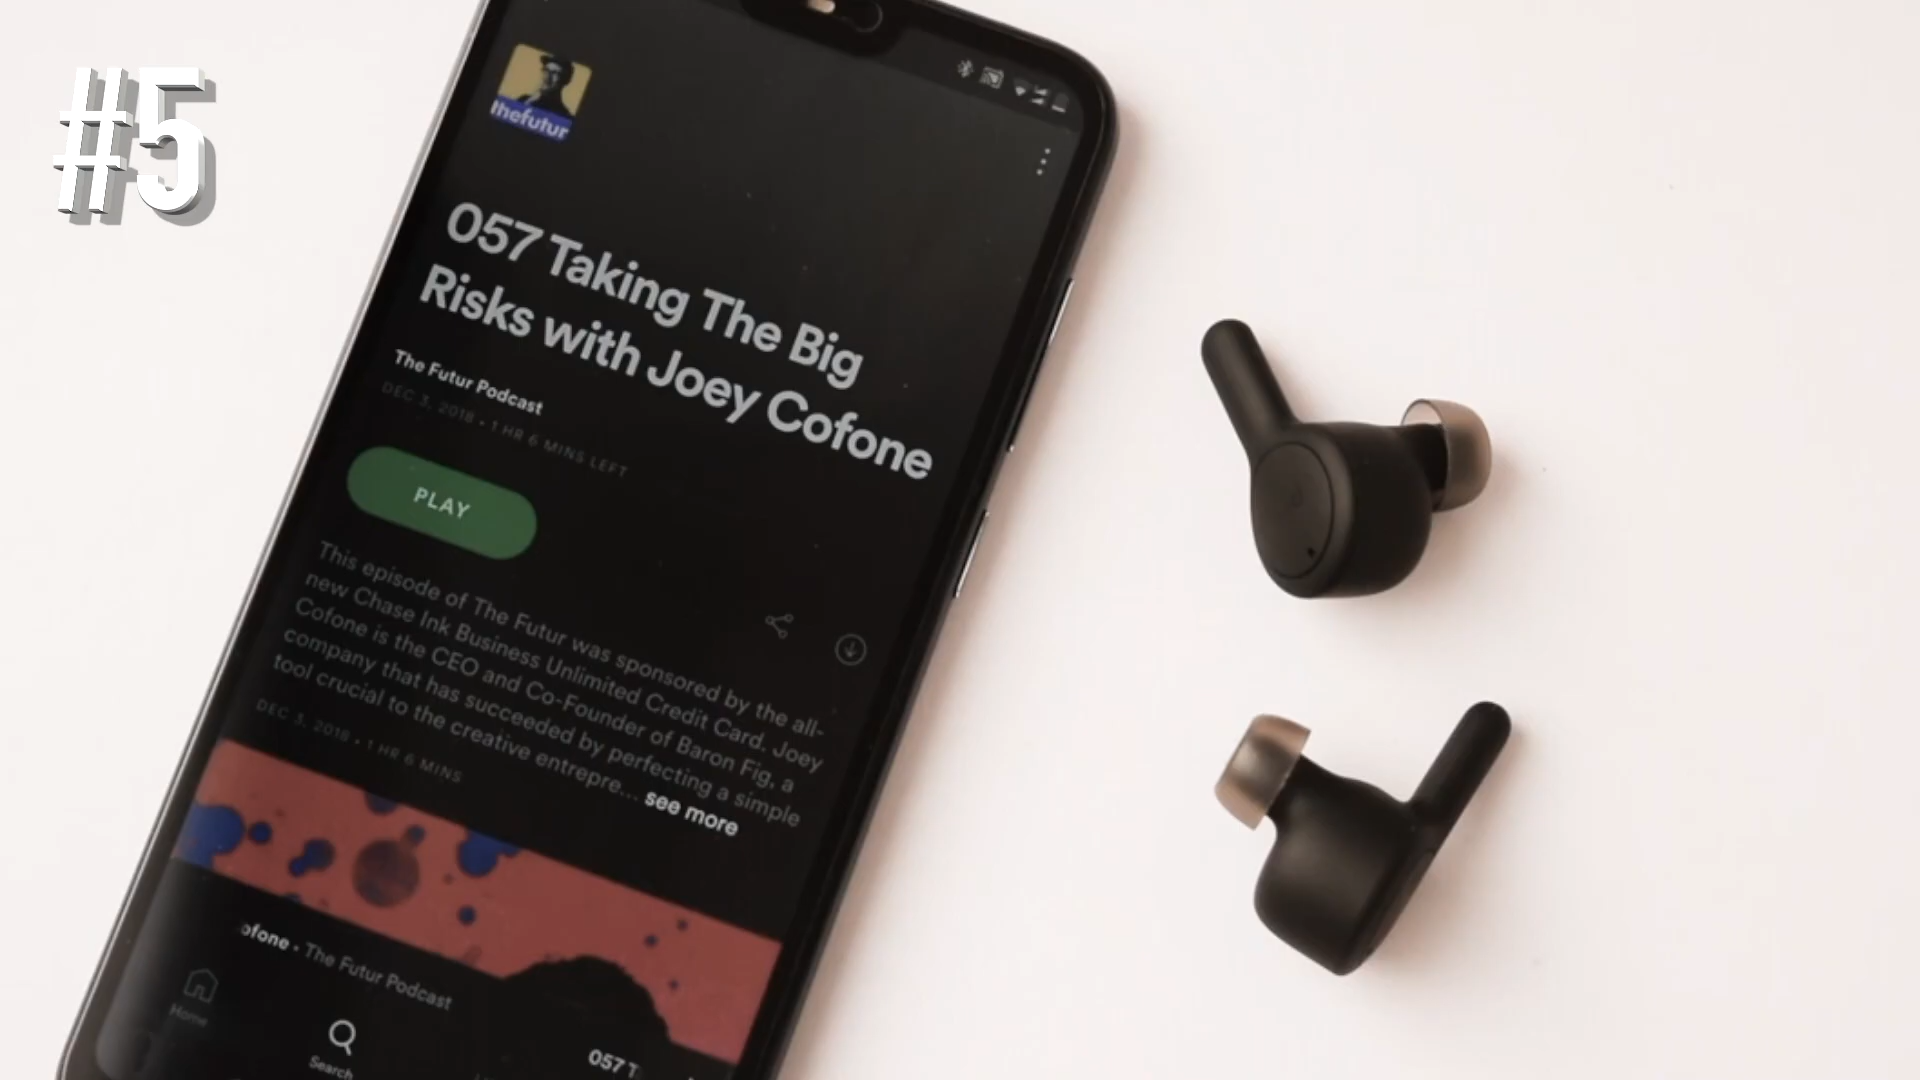 #5
thefutur
057 Taking The Big
Risks with Joey Cofone
The Futur Podcast
DEC 3, 2018 • 1 HR 6 MINS LEFT
PLAY
This episode of The Futur was sponsored by the all-
new Chase Ink Business Unlimited Credit Card. Joey
Cofone is the CEO and Co-Founder of Baron Fig, a
company that has succeeded by perfecting a simple
tool crucial to the creative entrepre... see more
DEC 3, 2018 • 1 HR 6 MINS
ofone • The Futur Podcast
057 T
Home
Search